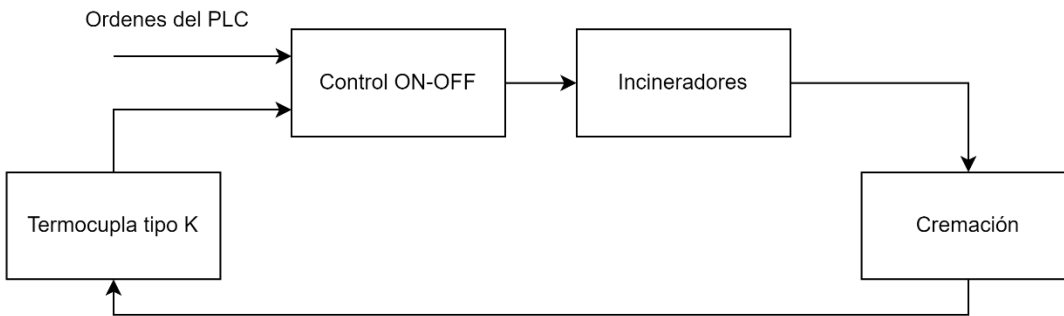 Ordenes del PLC
Control ON-OFF
Incineradores
Termocupla tipo K
Cremación